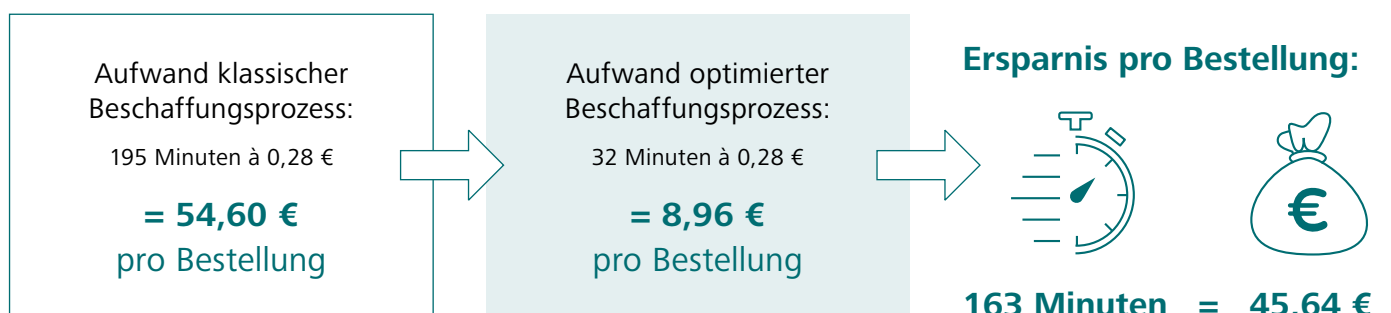 Aufwand klassischer
Beschaffungsprozess:
195 Minuten à 0,28 €
= 54,60 €
pro Bestellung
Aufwand optimierter
Beschaffungsprozess:
32 Minuten à 0,28 €
= 8,96 €
pro Bestellung
Ersparnis pro Bestellung:
€
163 Minuten = 45,64 €